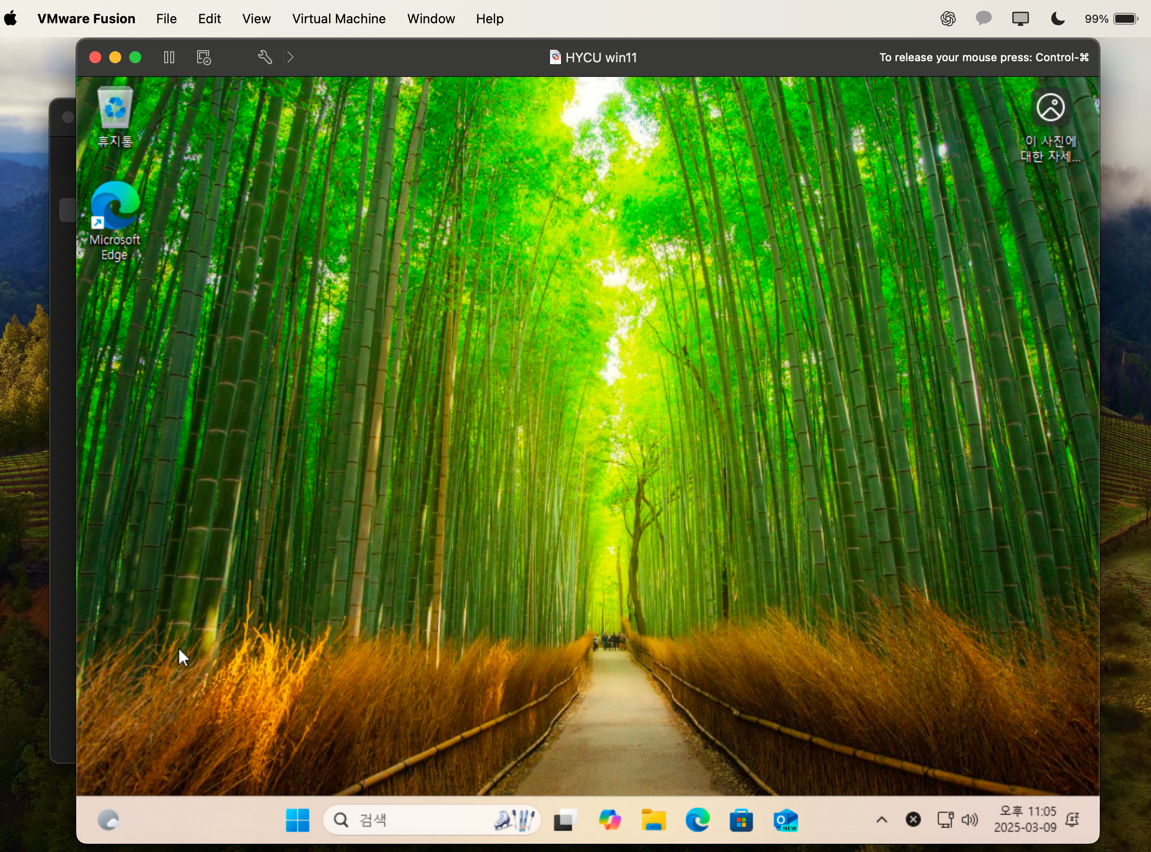 VMware Fusion File Edit View Virtual Machine Window Help 99%
HYCU win11 To release your mouse press: Control-⌘
휴지통
이 사진에
대한 자세...
Microsoft
Edge
검색
NEW
오후 11:05
2025-03-09